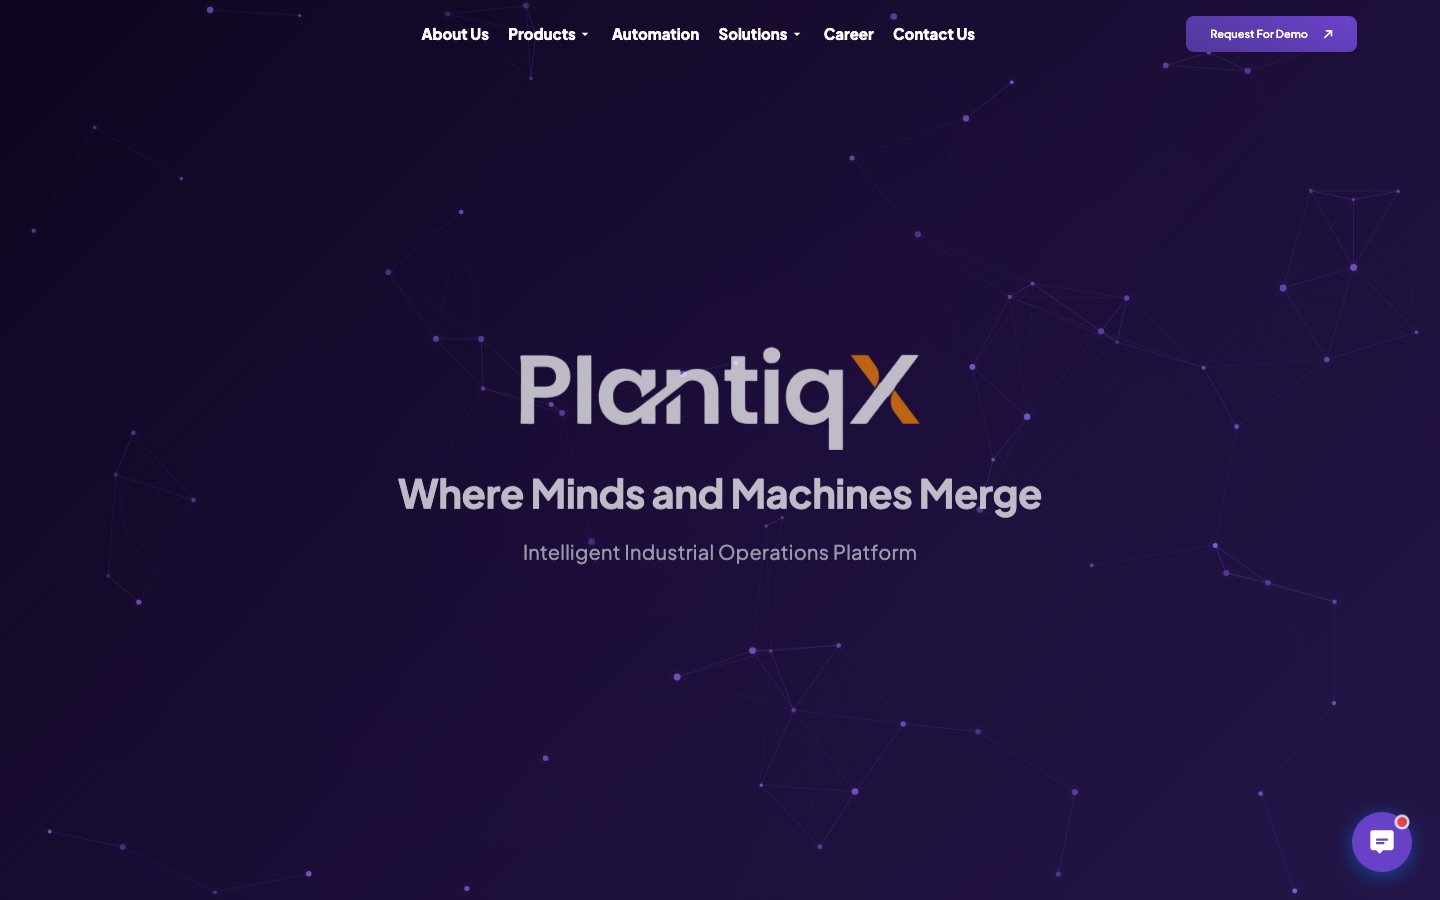 About Us Products Automation Solutions Career Contact Us Request For Demo
PlantiqX
Where Minds and Machines Merge
Intelligent Industrial Operations Platform